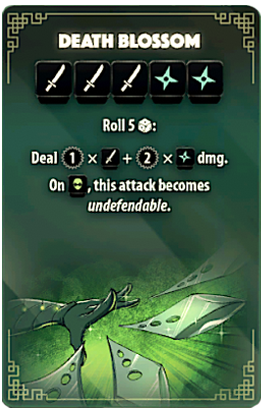 DEATH BLOSSOM
Roll 5 :
Deal 1 × + 2 × dmg.
On , this attack becomes
undefendable.